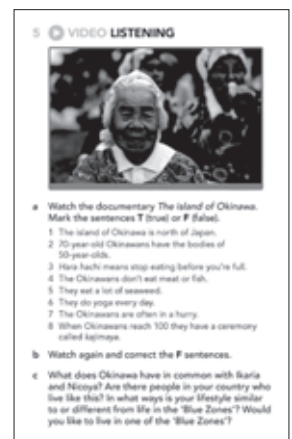 5 VIDEO LISTENING
a Watch the documentary The island of Okinawa.
Mark the sentences T (true) or F (false).
1 The island of Okinawa is north of Japan.
2 70-year-old Okinawans have the bodies of
50-year-olds.
3 Hara hachi means stop eating before you're full.
4 The Okinawans don't eat meat or fish.
5 They eat a lot of seaweed.
6 They do yoga every day.
7 The Okinawans are often in a hurry.
8 When Okinawans reach 100 they have a ceremony
called kajimaya.
b Watch again and correct the F sentences.
c What does Okinawa have in common with Ikaria
and Nicoya? Are there people in your country who
live like this? In what ways is your lifestyle similar
to or different from life in the 'Blue Zones'? Would
you like to live in one of the 'Blue Zones'?